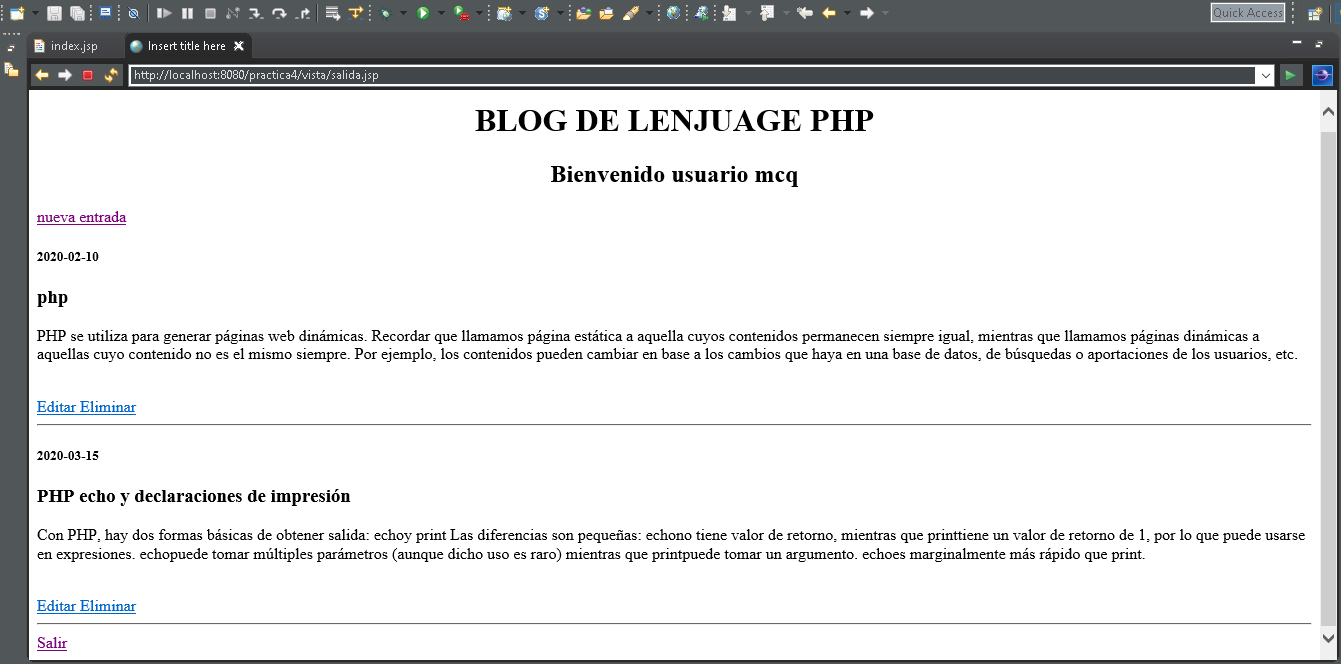 Quick Access
index.jsp
Insert title here
http://localhost:8080/practica4/vista/salida.jsp
BLOG DE LENJUAGE PHP
Bienvenido usuario mcq
nueva entrada
2020-02-10
php
PHP se utiliza para generar páginas web dinámicas. Recordar que llamamos página estática a aquella cuyos contenidos permanecen siempre igual, mientras que llamamos páginas dinámicas a
aquellas cuyo contenido no es el mismo siempre. Por ejemplo, los contenidos pueden cambiar en base a los cambios que haya en una base de datos, de búsquedas o aportaciones de los usuarios, etc.
Editar Eliminar
2020-03-15
PHP echo y declaraciones de impresión
Con PHP, hay dos formas básicas de obtener salida: echoy print Las diferencias son pequeñas: echono tiene valor de retorno, mientras que printtiene un valor de retorno de 1, por lo que puede usarse
en expresiones. echopuede tomar múltiples parámetros (aunque dicho uso es raro) mientras que printpuede tomar un argumento. echoes marginalmente más rápido que print.
Editar Eliminar
Salir